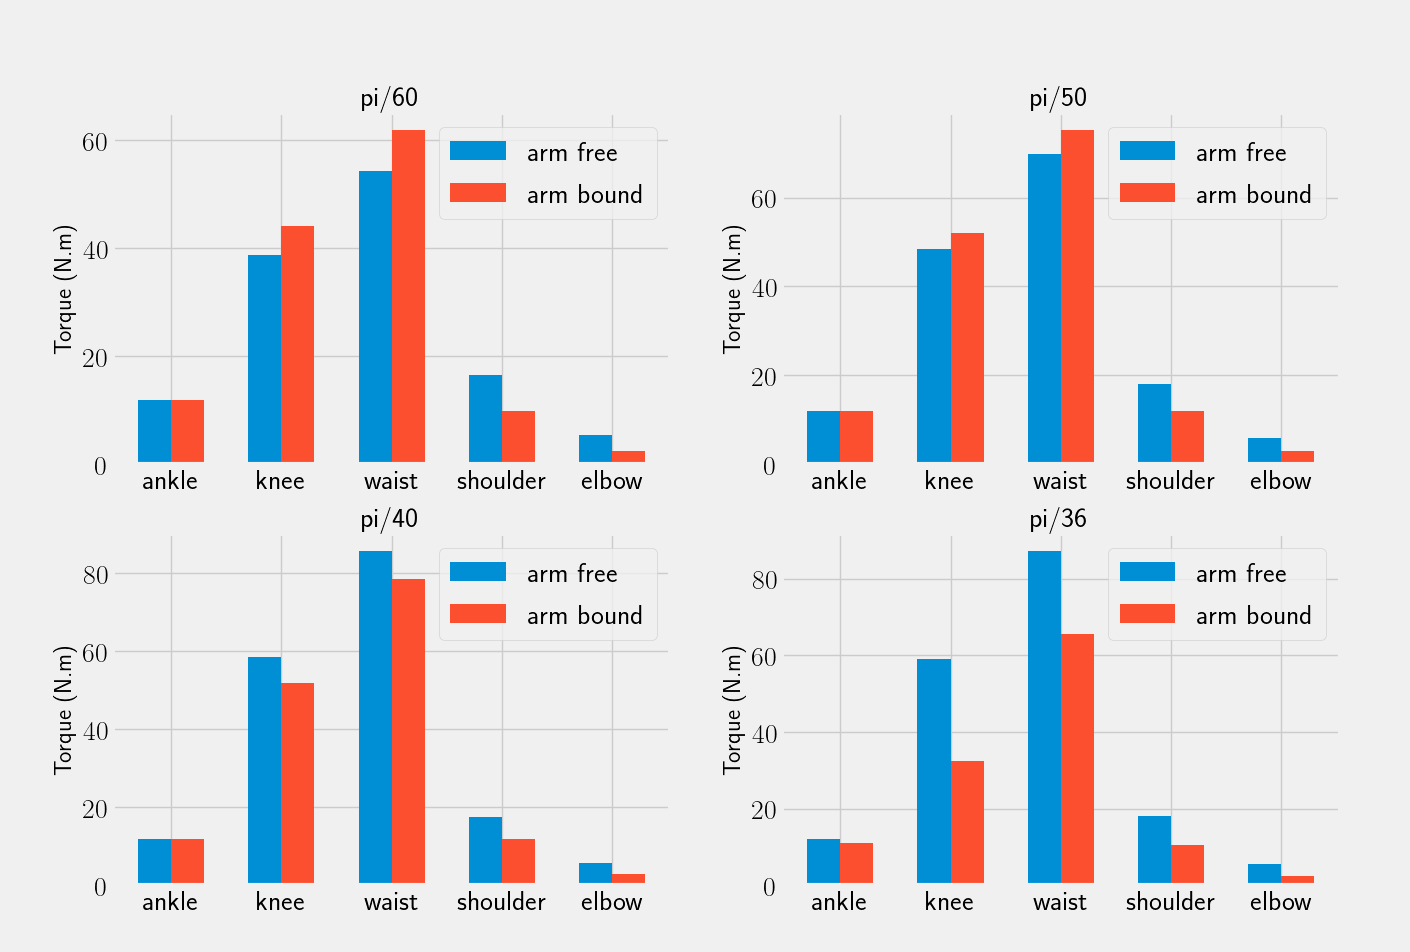 pi/60
60
40
20
0
Torque (N.m)
arm free
arm bound
ankle knee waist shoulder elbow
pi/50
60
40
20
0
Torque (N.m)
arm free
arm bound
ankle knee waist shoulder elbow
pi/40
80
60
40
20
0
Torque (N.m)
arm free
arm bound
ankle knee waist shoulder elbow
pi/36
80
60
40
20
0
Torque (N.m)
arm free
arm bound
ankle knee waist shoulder elbow